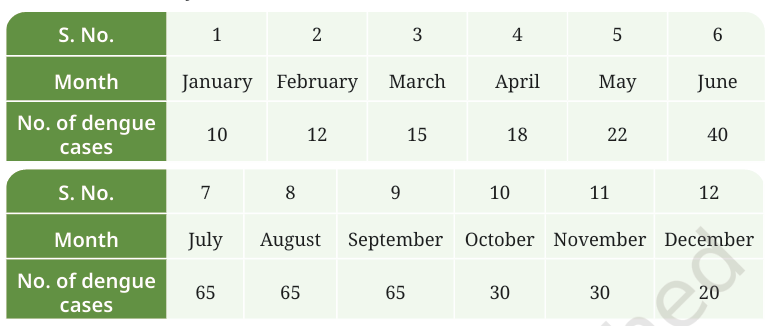 S. No. 1 2 3 4 5 6
Month January February March April May June
No. of dengue cases 10 12 15 18 22 40
S. No. 7 8 9 10 11 12
Month July August September October November December
No. of dengue cases 65 65 65 30 30 20